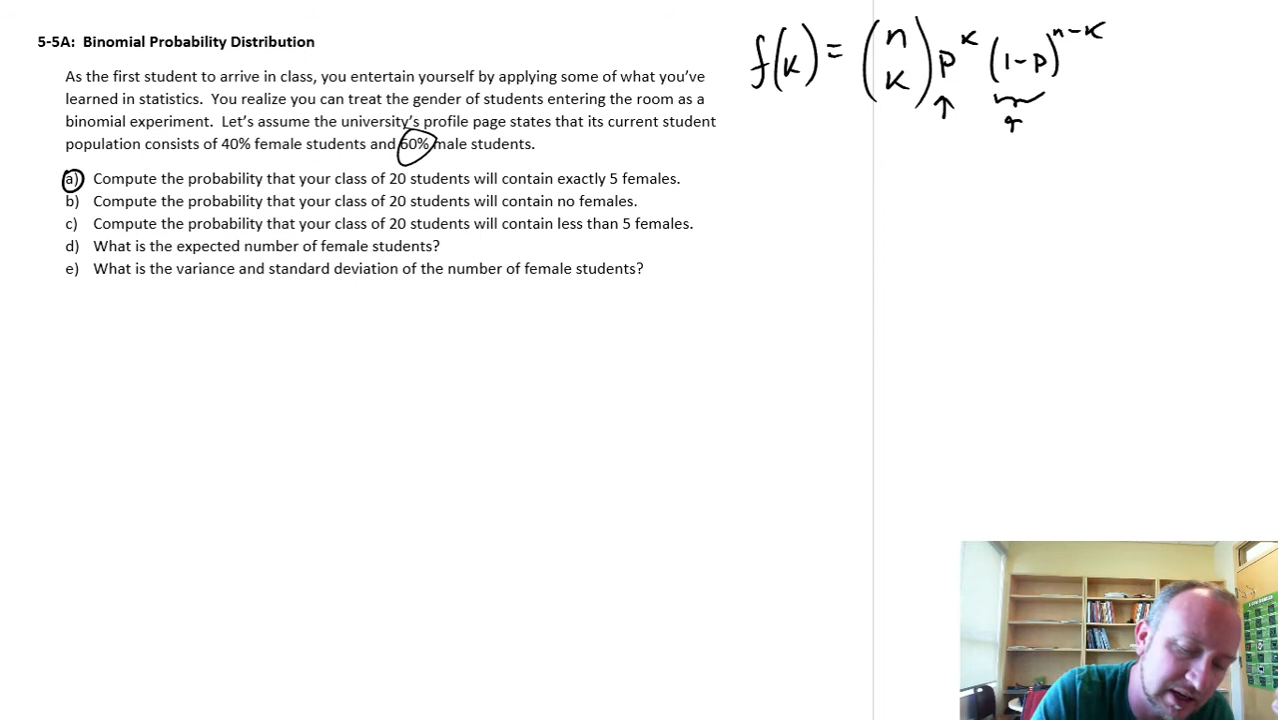 5-5A: Binomial Probability Distribution
As the first student to arrive in class, you entertain yourself by applying some of what you've
learned in statistics. You realize you can treat the gender of students entering the room as a
binomial experiment. Let's assume the university's profile page states that its current student
population consists of 40% female students and 60% male students.
a) Compute the probability that your class of 20 students will contain exactly 5 females.
b) Compute the probability that your class of 20 students will contain no females.
c) Compute the probability that your class of 20 students will contain less than 5 females.
d) What is the expected number of female students?
e) What is the variance and standard deviation of the number of female students?
f(k) = (n k) p^k (1-p)^n-k